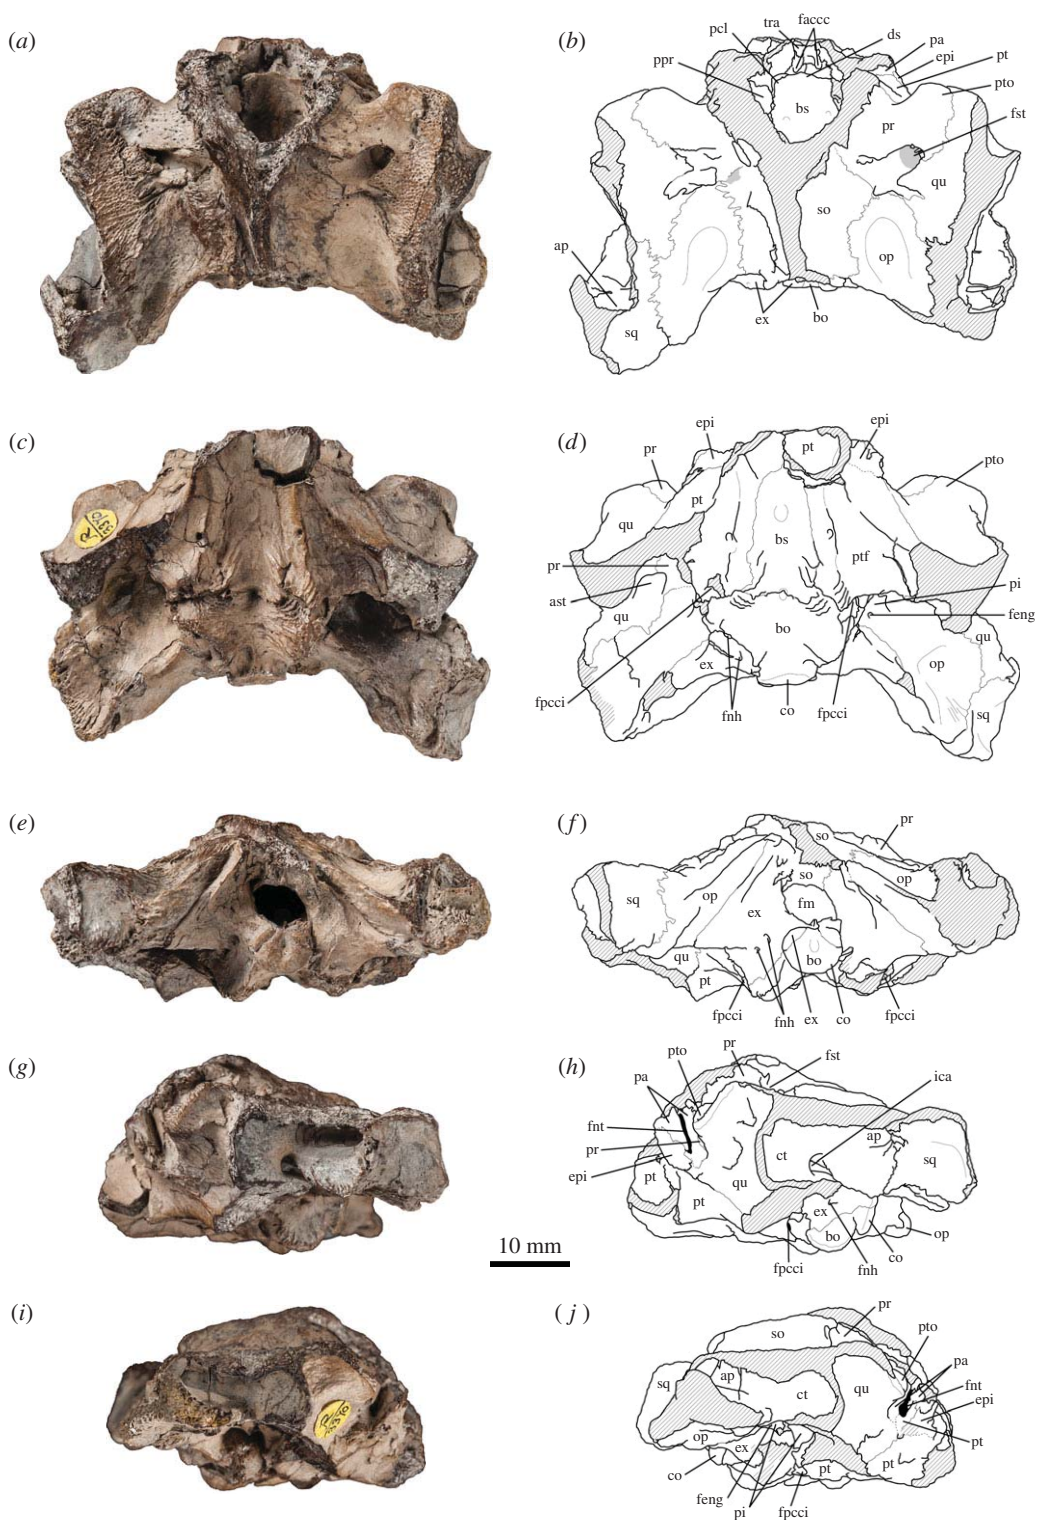 (a)
(b)
tra
faccc
pcl
ds
pa
ppr
epi
pt
pto
bs
pr
fst
qu
so
ap
op
ex
bo
sq
(c)
(d)
epi
epi
pt
pr
pto
pt
qu
bs
ptf
pr
pi
ast
feng
qu
bo
qu
op
ex
fpcci
fnh
co
fpcci
sq
(e)
(f)
so
pr
op
so
op
sq
fm
ex
qu
bo
pt
fpcci
fnh
ex
co
fpcci
(g)
(h)
pr
fst
pto
ica
pa
fnt
ap
pr
ct
sq
epi
pt
qu
pt
ex
bo
op
co
fpcci
fnh
10 mm
(i)
(j)
pr
so
pto
pa
sq
ap
qu
fnt
ct
epi
op
pt
ex
co
pt
pt
feng
pi
fpcci